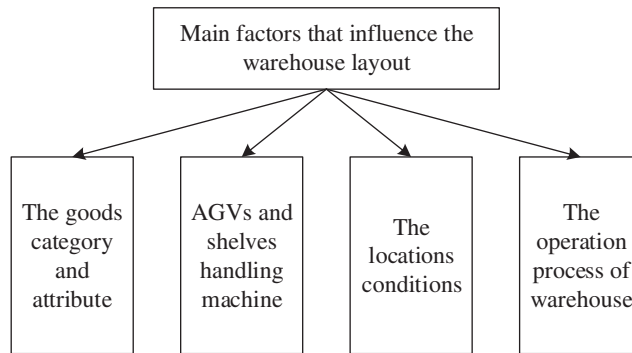 Main factors that influence the
warehouse layout
The goods
category
and
attribute
AGVs and
shelves
handling
machine
The
locations
conditions
The
operation
process of
warehouse